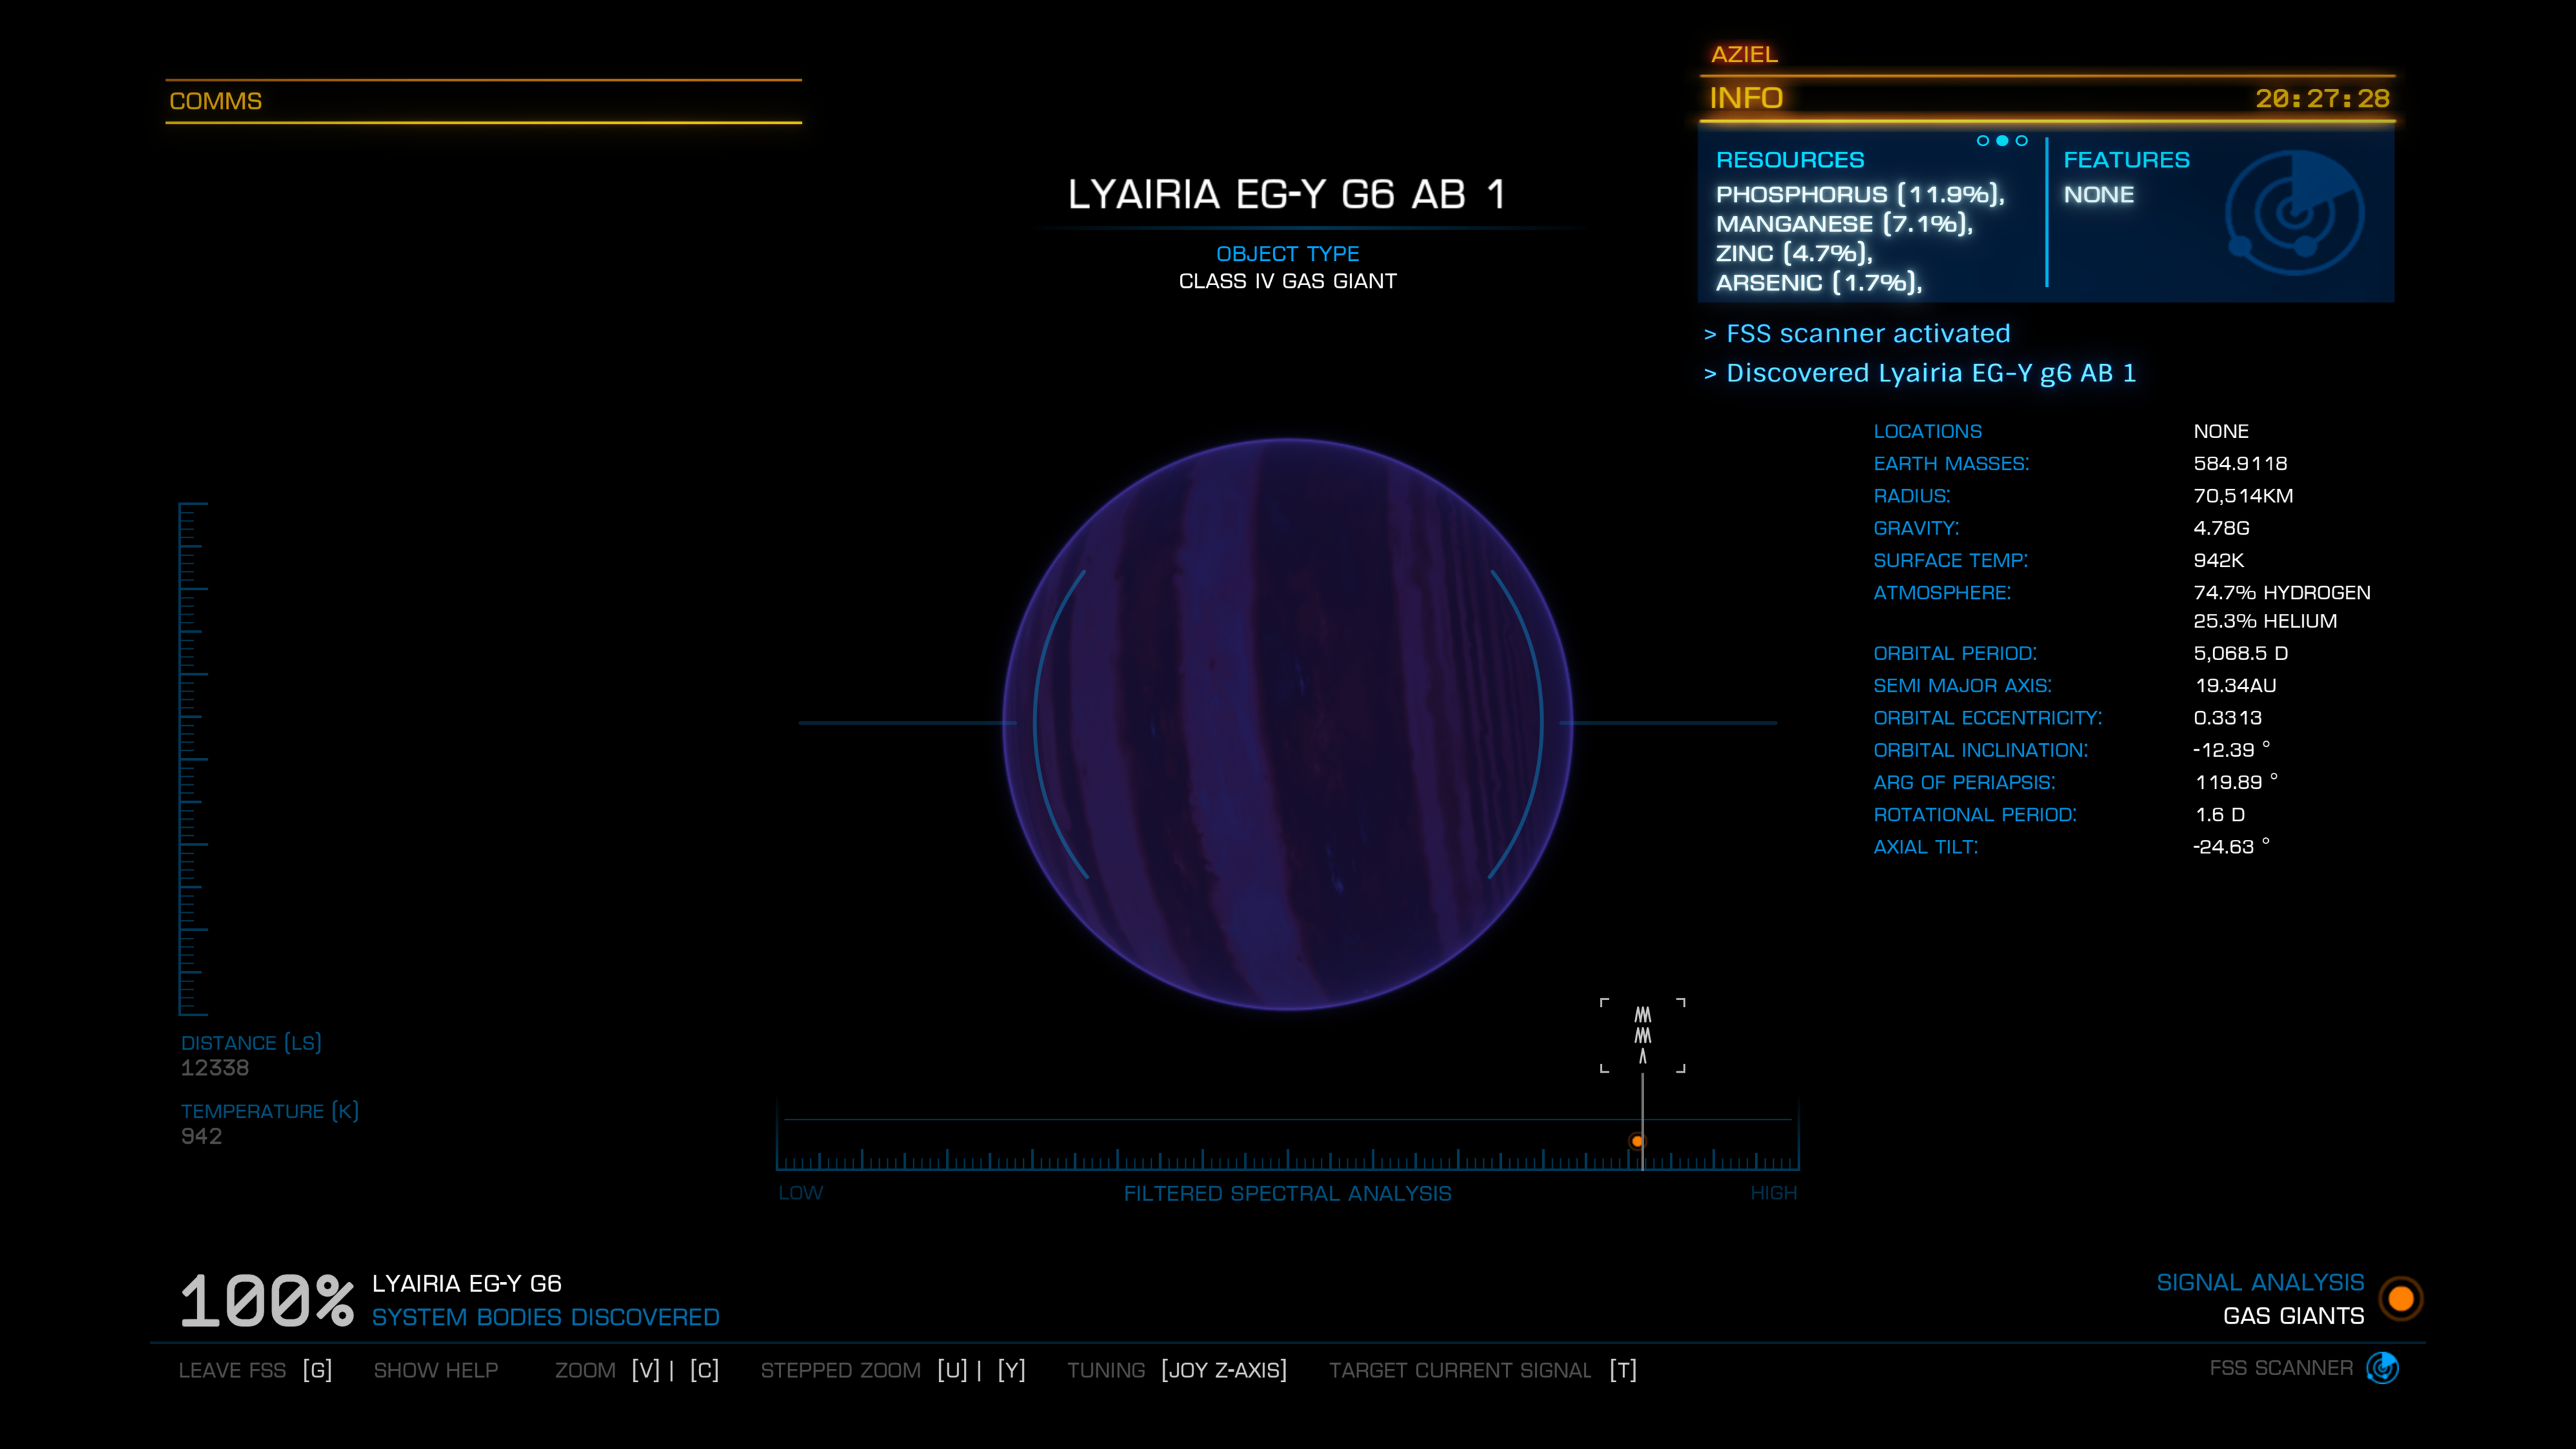 COMMS
AZIEL
INFO 20:27:28
RESOURCES
PHOSPHORUS (11.9%),
MANGANESE (7.1%),
ZINC (4.7%),
ARSENIC (1.7%),
FEATURES
NONE
> FSS scanner activated
> Discovered Lyairia EG-Y g6 AB 1
LYAIRIA EG-Y G6 AB 1
OBJECT TYPE
CLASS IV GAS GIANT
LOCATIONS NONE
EARTH MASSES: 584.9118
RADIUS: 70,514KM
GRAVITY: 4.78G
SURFACE TEMP: 942K
ATMOSPHERE: 74.7% HYDROGEN
25.3% HELIUM
ORBITAL PERIOD: 5,068.5 D
SEMI MAJOR AXIS: 19.34AU
ORBITAL ECCENTRICITY: 0.3313
ORBITAL INCLINATION: -12.39 °
ARG OF PERIAPSIS: 119.89 °
ROTATIONAL PERIOD: 1.6 D
AXIAL TILT: -24.63 °
DISTANCE (LS)
12338
TEMPERATURE (K)
942
LOW FILTERED SPECTRAL ANALYSIS HIGH
100% LYAIRIA EG-Y G6
SYSTEM BODIES DISCOVERED
SIGNAL ANALYSIS
GAS GIANTS
LEAVE FSS [G] SHOW HELP ZOOM [V] | [C] STEPPED ZOOM [U] | [Y] TUNING [JOY Z-AXIS] TARGET CURRENT SIGNAL [T] FSS SCANNER